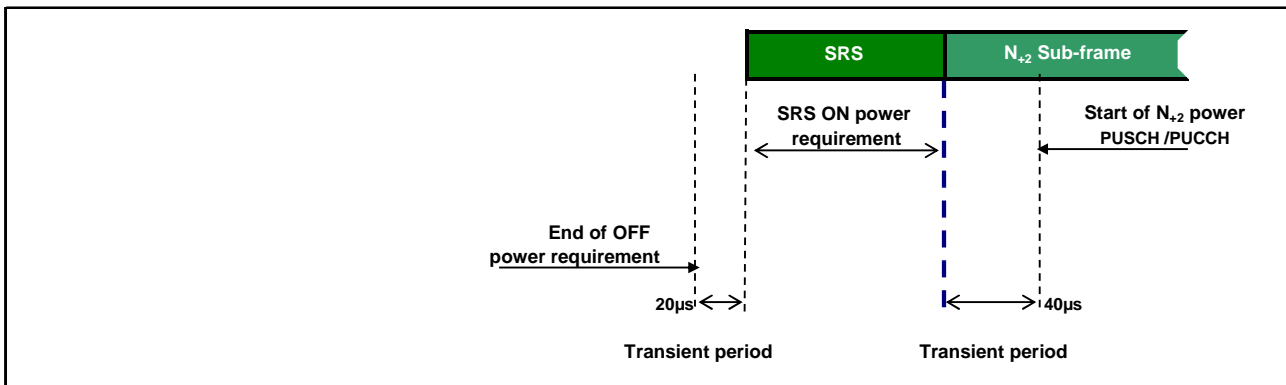 SRS
N+2 Sub-frame
SRS ON power
requirement
Start of N+2 power
PUSCH /PUCCH
End of OFF
power requirement
20µs
40µs
Transient period
Transient period